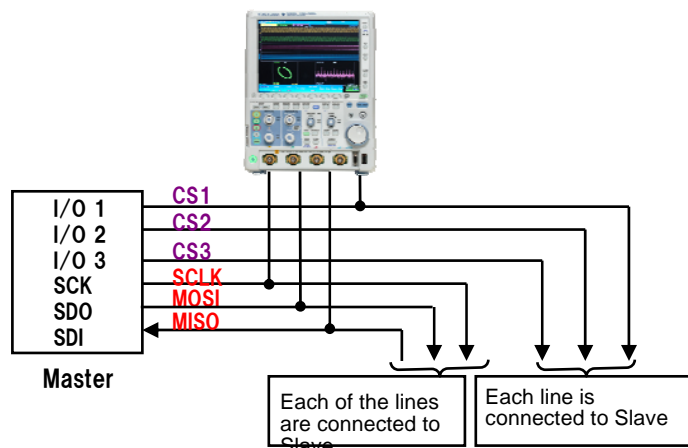 I/O 1
I/O 2
I/O 3
SCK
SDO
SDI
Master
CS1
CS2
CS3
SCLK
MOSI
MISO
Each of the lines
are connected to
Slave
Each line is
connected to Slave